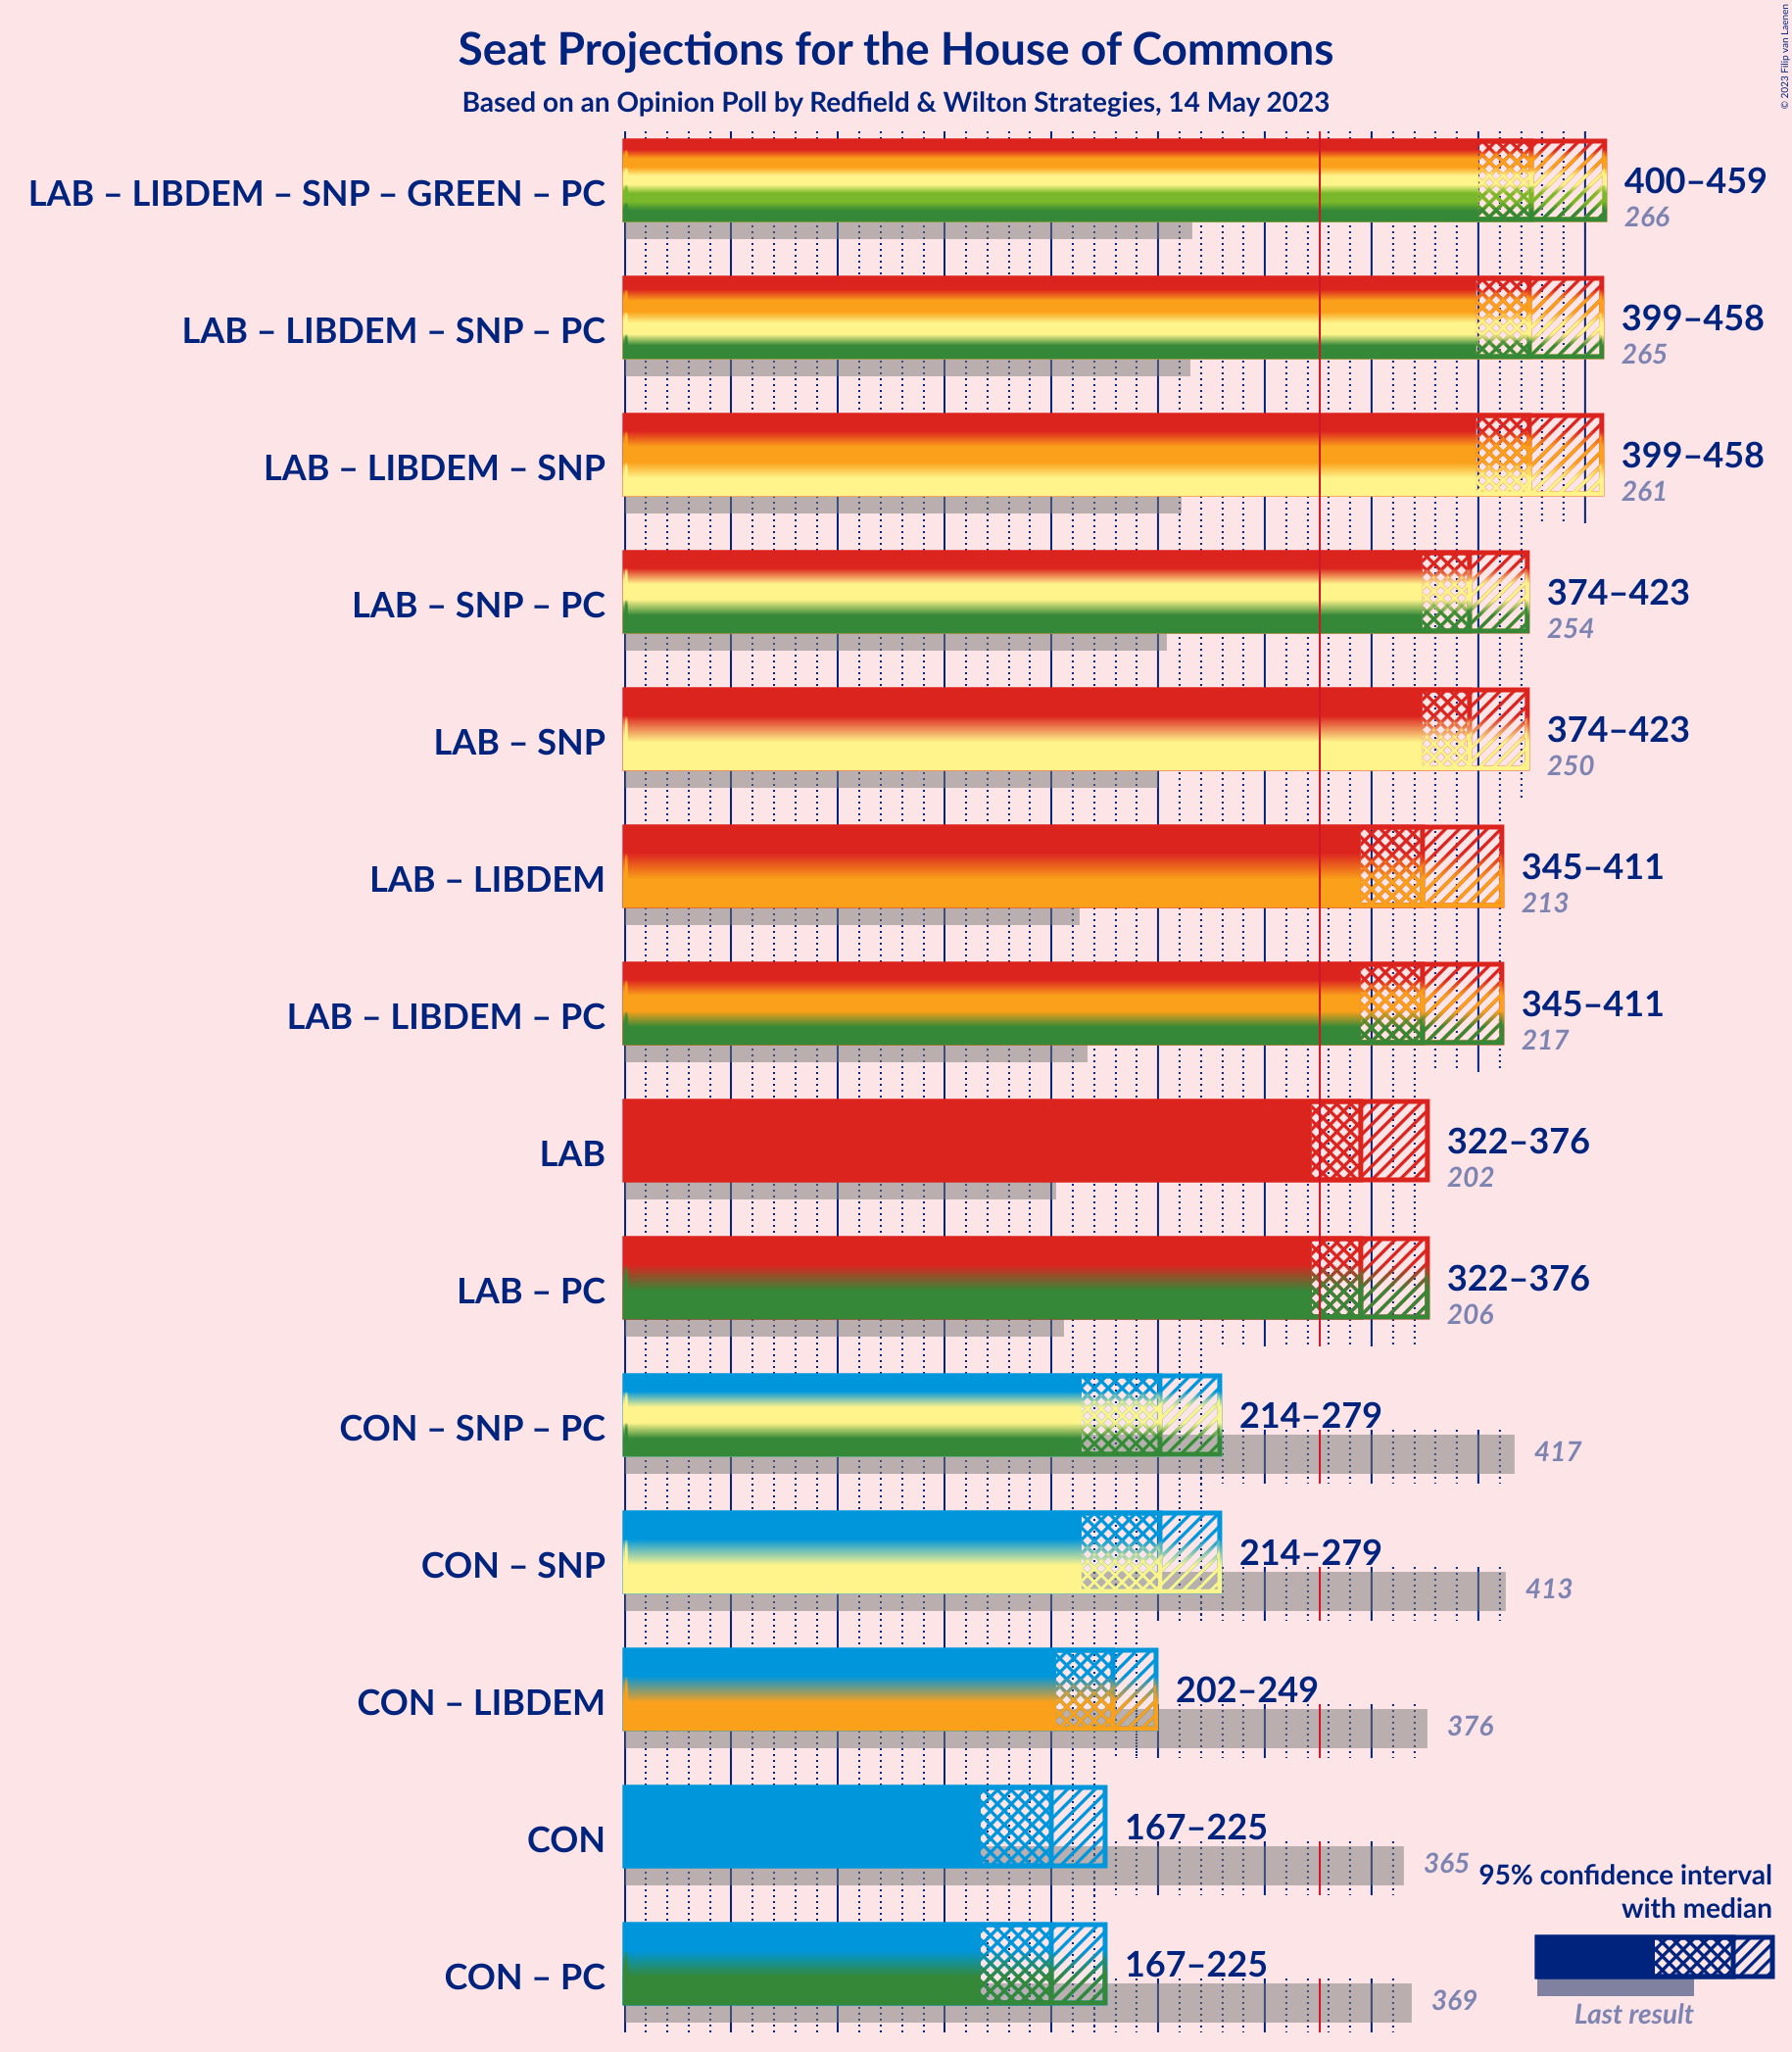 Seat Projections for the House of Commons
Based on an Opinion Poll by Redfield & Wilton Strategies, 14 May 2023
© 2023 Filip van Laenen
LAB – LIBDEM – SNP – GREEN – PC
400–459
266
LAB – LIBDEM – SNP – PC
399–458
265
LAB – LIBDEM – SNP
399–458
261
LAB – SNP – PC
374–423
254
LAB – SNP
374–423
250
LAB – LIBDEM
345–411
213
LAB – LIBDEM – PC
345–411
217
LAB
322–376
202
LAB – PC
322–376
206
CON – SNP – PC
214–279
417
CON – SNP
214–279
413
CON – LIBDEM
202–249
376
CON
167–225
365
CON – PC
167–225
369
95% confidence interval
with median
Last result